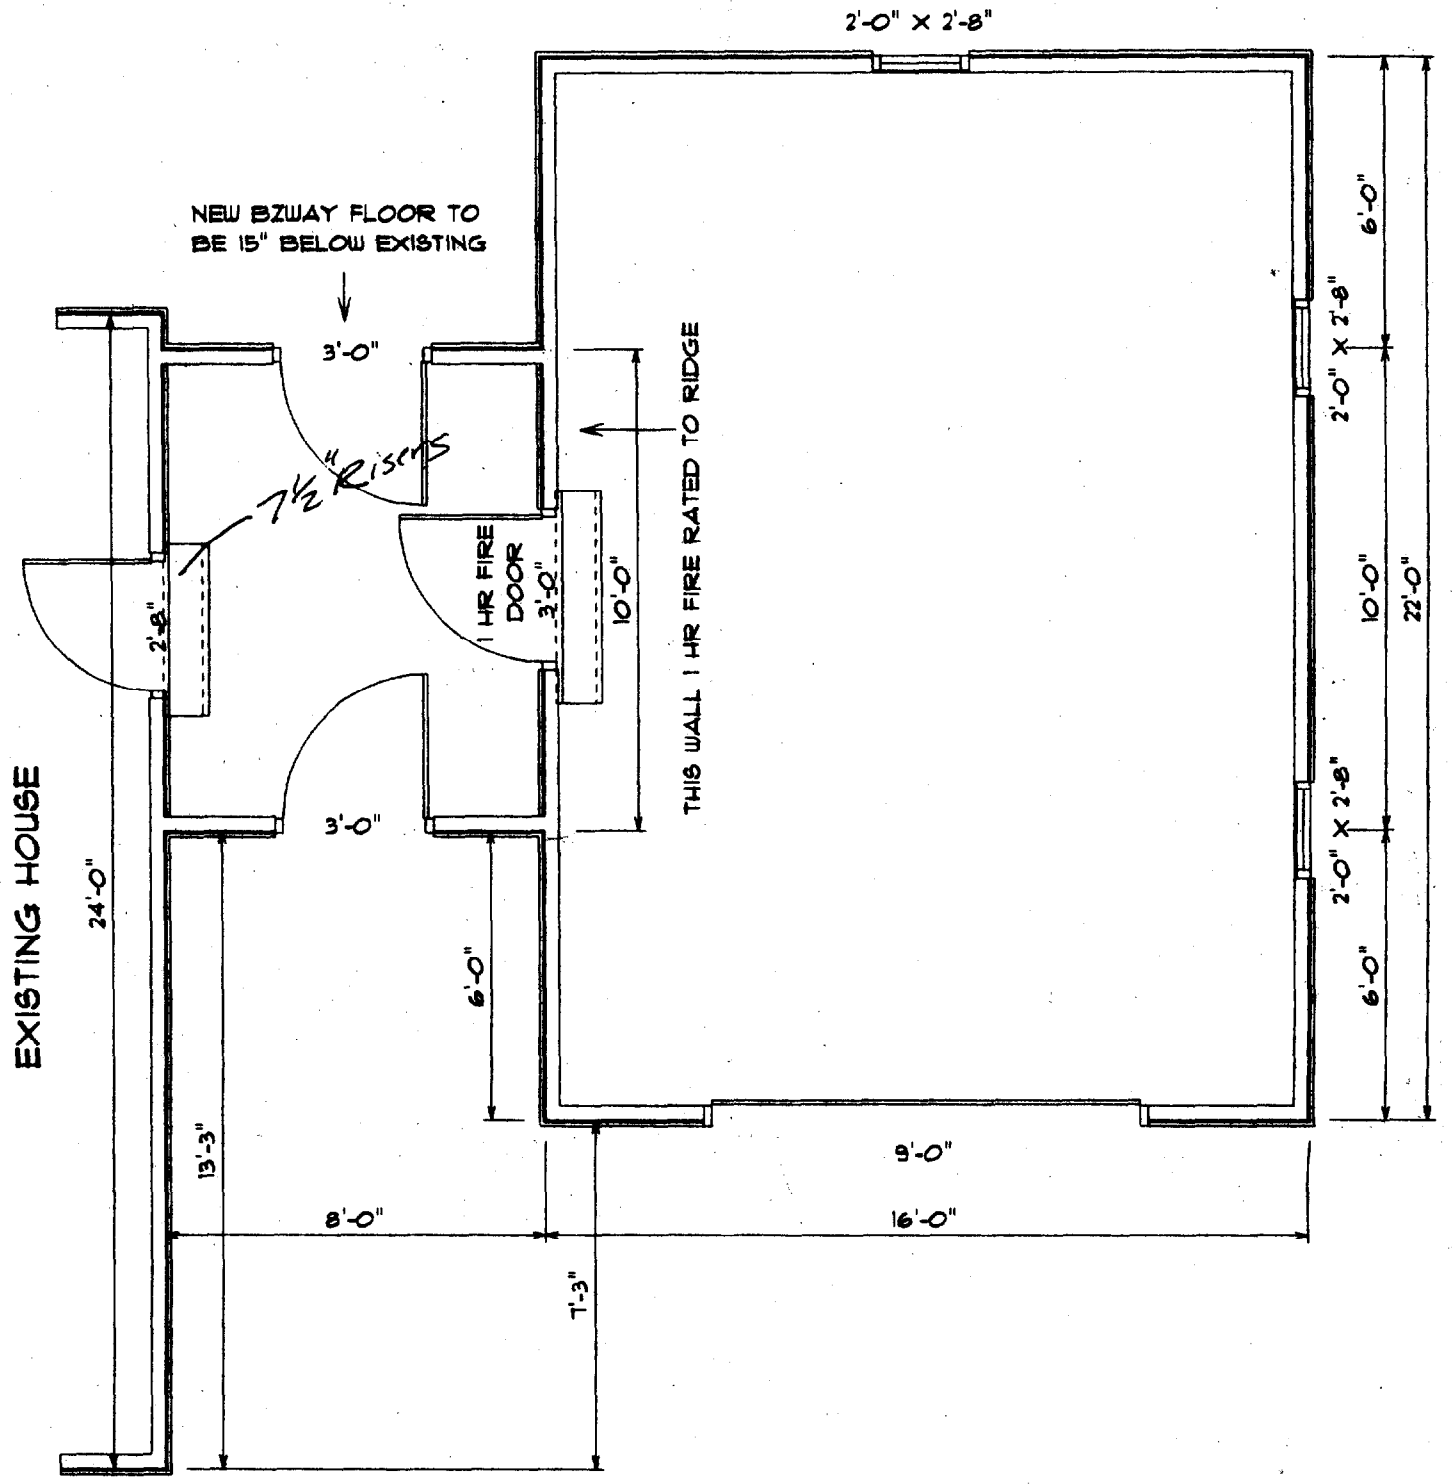 2'-0" X 2'-8"
NEW BZWAY FLOOR TO
BE 15" BELOW EXISTING
3'-0"
7 1/2" Risers
2'-8"
1 HR FIRE
DOOR
3'-0"
10'-0"
THIS WALL 1 HR FIRE RATED TO RIDGE
6'-0"
2'-0" X 2'-8"
10'-0"
22'-0"
2'-0" X 2'-8"
6'-0"
3'-0"
EXISTING HOUSE
24'-0"
6'-0"
13'-3"
9'-0"
8'-0"
16'-0"
7'-3"